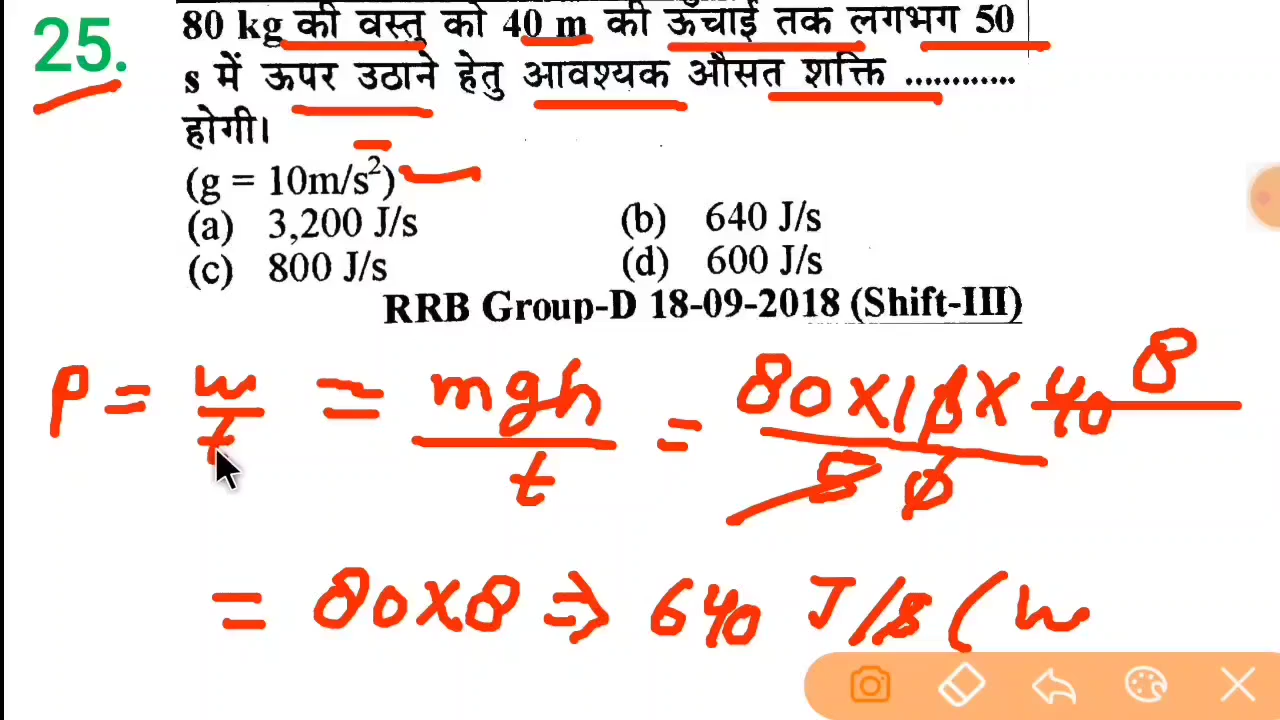 25.
80 kg की वस्तु को 40 m की ऊँचाई तक लगभग 50
s में ऊपर उठाने हेतु आवश्यक औसत शक्ति ............
होगी।
(g = 10m/s²)
(a) 3,200 J/s (b) 640 J/s
(c) 800 J/s (d) 600 J/s
RRB Group-D 18-09-2018 (Shift-III)
P = w/t = mgh/t = 80×10×40/50 8
= 80×8 ⇒ 640 J/s (w